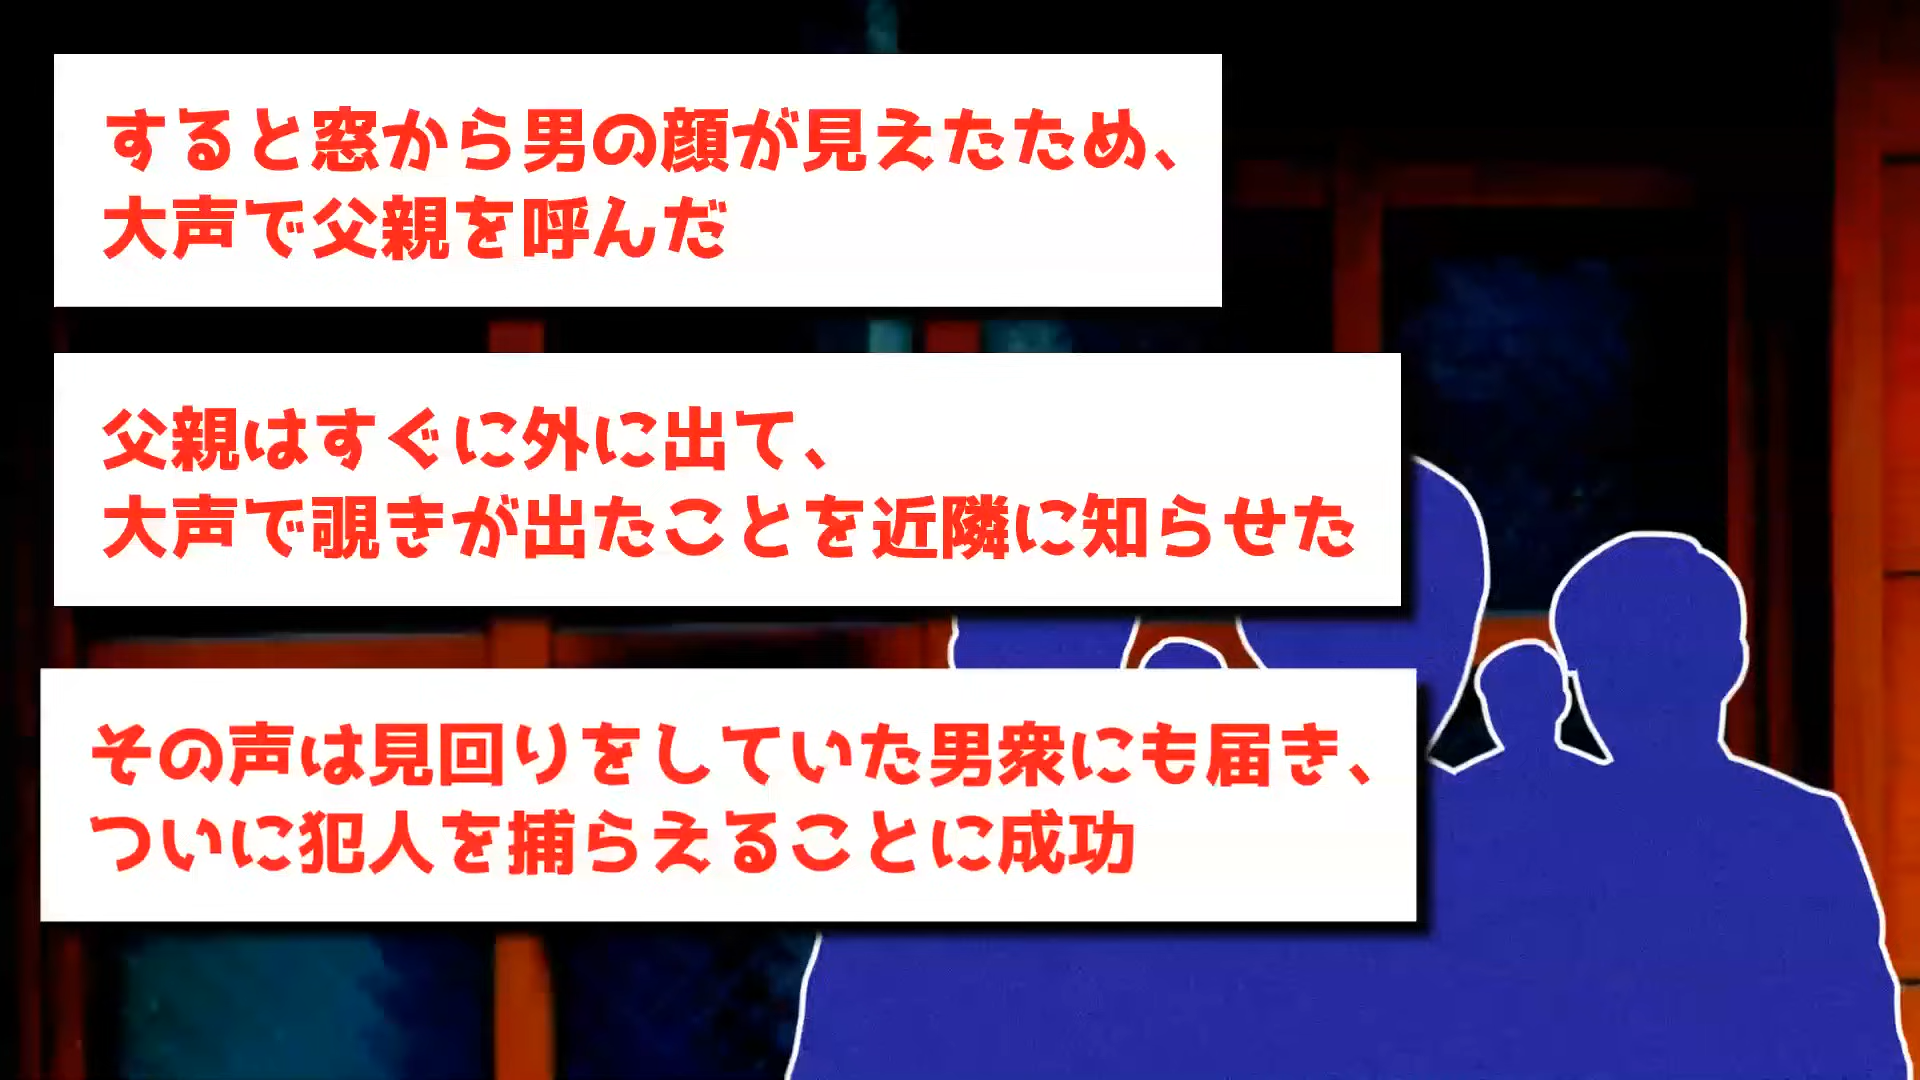 すると窓から男の顔が見えたため、
大声で父親を呼んだ
父親はすぐに外に出て、
大声で覗きが出たことを近隣に知らせた
その声は見回りをしていた男衆にも届き、
ついに犯人を捕らえることに成功